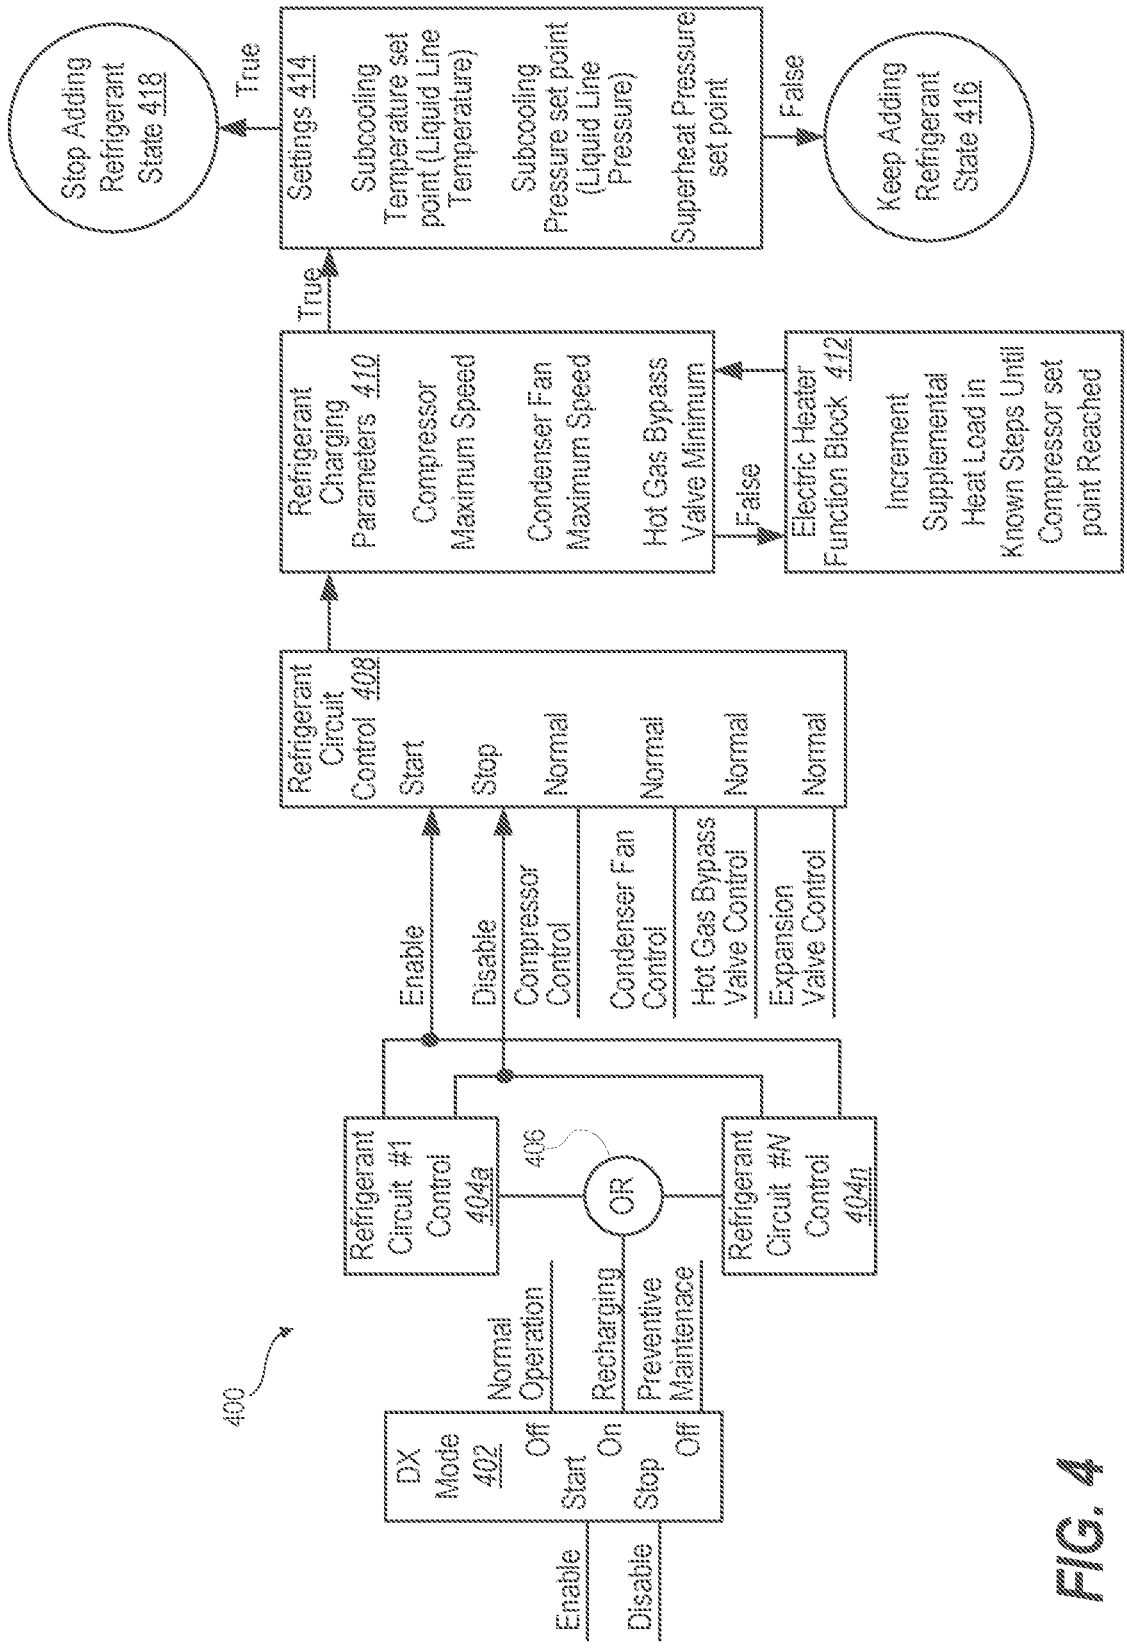 400
Enable
Disable
DX
Mode
402
Off
Start
On
Stop
Off
Normal
Operation
Recharging
Preventive
Maintenace
Refrigerant
Circuit #1
Control
404a
OR
406
Refrigerant
Circuit #N
Control
404n
Enable
Disable
Compressor
Control
Condenser Fan
Control
Hot Gas Bypass
Valve Control
Expansion
Valve Control
Refrigerant
Circuit
Control 408
Start
Stop
Normal
Normal
Normal
Normal
Refrigerant
Charging
Parameters 410
Compressor
Maximum Speed
Condenser Fan
Maximum Speed
Hot Gas Bypass
Valve Minimum
False
Electric Heater
Function Block 412
Increment
Supplemental
Heat Load in
Known Steps Until
Compressor set
point Reached
True
Settings 414
Subcooling
Temperature set
point (Liquid Line
Temperature)
Subcooling
Pressure set point
(Liquid Line
Pressure)
Superheat Pressure
set point
True
Stop Adding
Refrigerant
State 418
False
Keep Adding
Refrigerant
State 416
FIG. 4